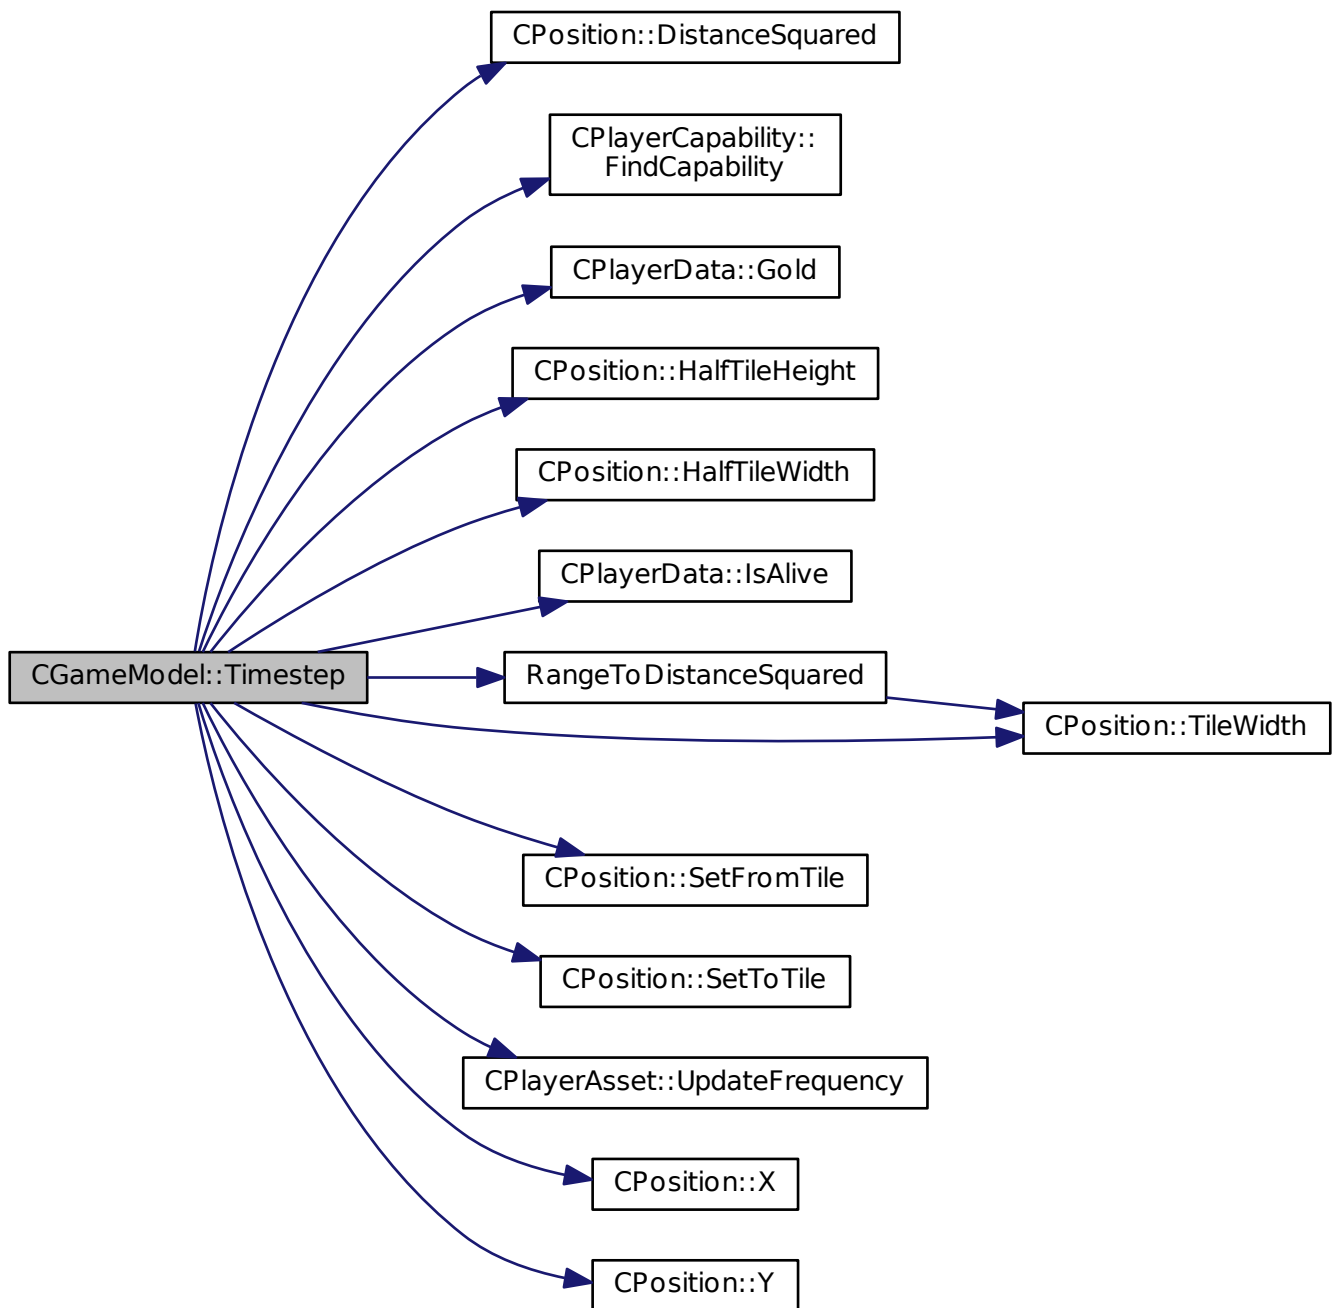 CPosition::DistanceSquared
CPlayerCapability::
FindCapability
CPlayerData::Gold
CPosition::HalfTileHeight
CPosition::HalfTileWidth
CPlayerData::IsAlive
CGameModel::Timestep
RangeToDistanceSquared
CPosition::TileWidth
CPosition::SetFromTile
CPosition::SetToTile
CPlayerAsset::UpdateFrequency
CPosition::X
CPosition::Y